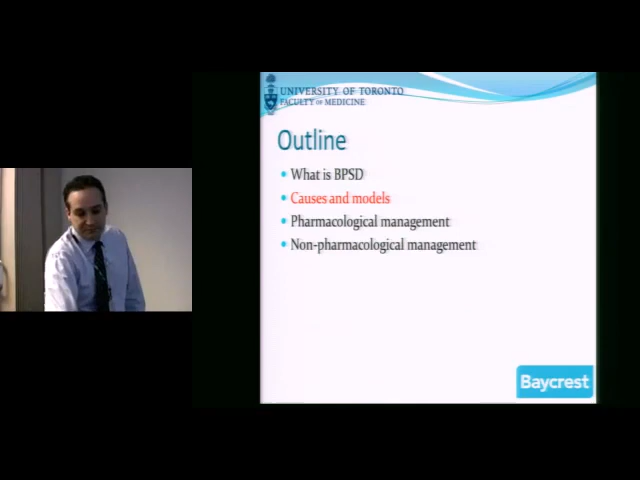 UNIVERSITY OF TORONTO
FACULTY OF MEDICINE
Outline
• What is BPSD
• Causes and models
• Pharmacological management
• Non-pharmacological management
Baycrest